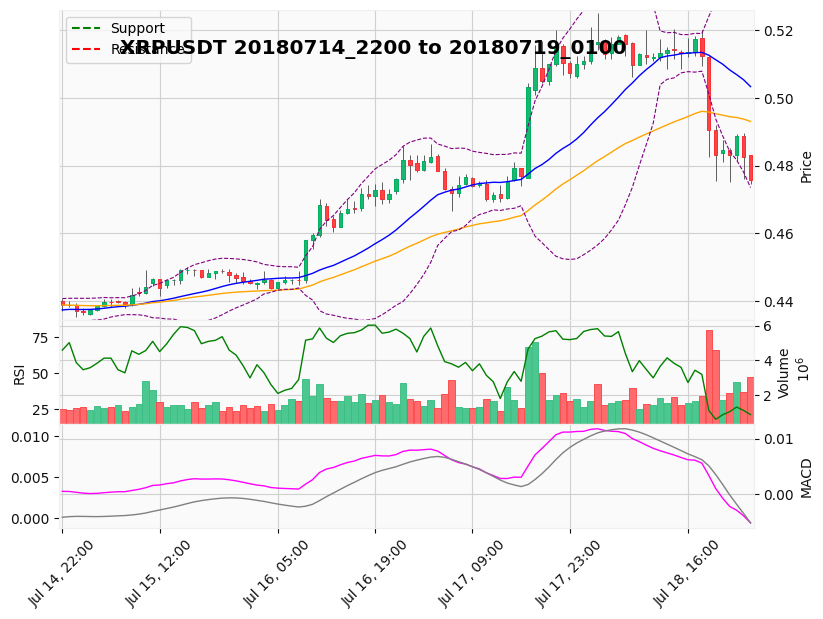 XRPUSDT 20180714_2200 to 20180719_0100
Support
Resistance
0.52
0.50
0.48
0.46
0.44
Price
75
50
25
RSI
6
4
2
Volume
10^6
0.010
0.005
0.000
0.01
0.00
MACD
Jul 14, 22:00
Jul 15, 12:00
Jul 16, 05:00
Jul 16, 19:00
Jul 17, 09:00
Jul 17, 23:00
Jul 18, 16:00